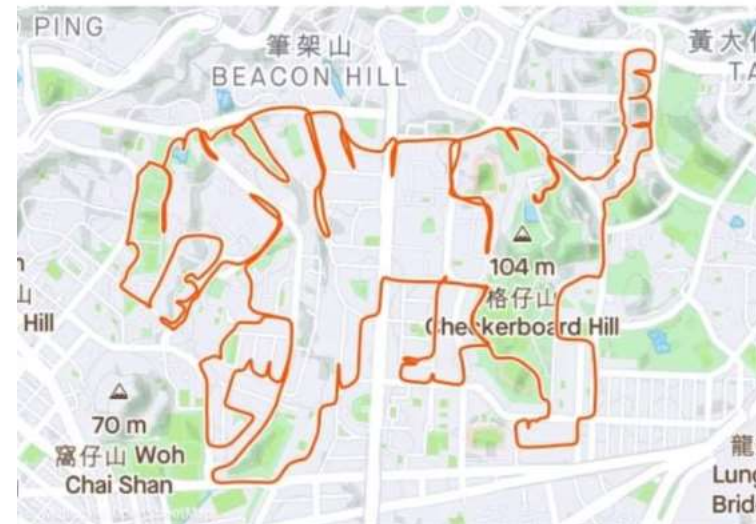 PING
筆架山
BEACON HILL
黃大
TA
104 m
格仔山
Checkerboard Hill
山
Hill
70 m
窩仔山 Woh
Chai Shan
龍
Lung
Brid